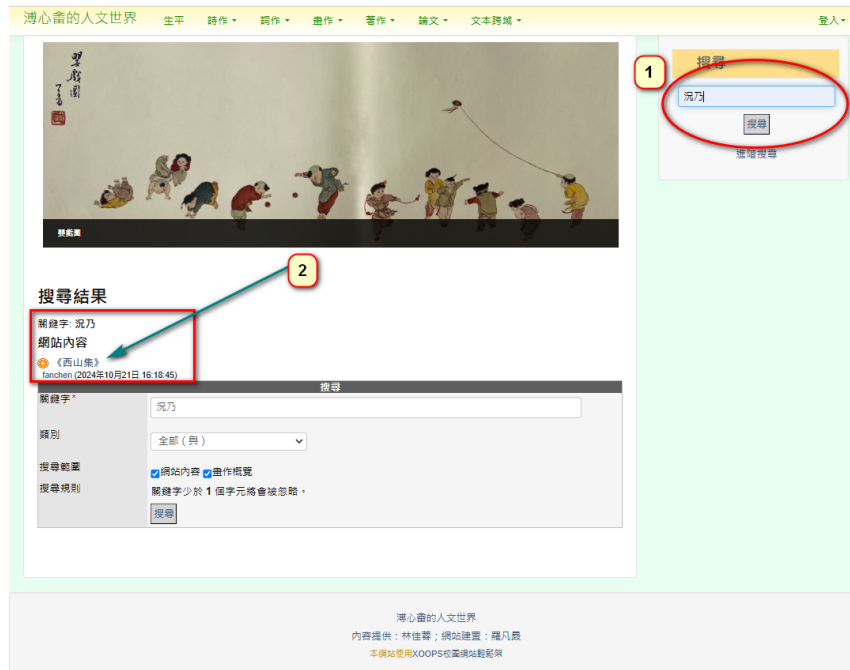 溥心畬的人文世界 生平 詩作 詞作 畫作 著作 論文 文本跨域 登入
嬰戲圖
嬰戲圖
1
搜尋
況乃
搜尋
進階搜尋
2
搜尋結果
關鍵字: 況乃
網站內容
《西山集》
fanchen (2024年10月21日 16:18:45)
搜尋
關鍵字*
況乃
類別
全部 ( 與 )
搜尋範圍
網站內容 畫作概覽
搜尋規則
關鍵字少於 1 個字元將會被忽略。
搜尋
溥心畬的人文世界
內容提供：林佳蓉；網站建置：羅凡晸
本網站使用XOOPS校園網站輕鬆架